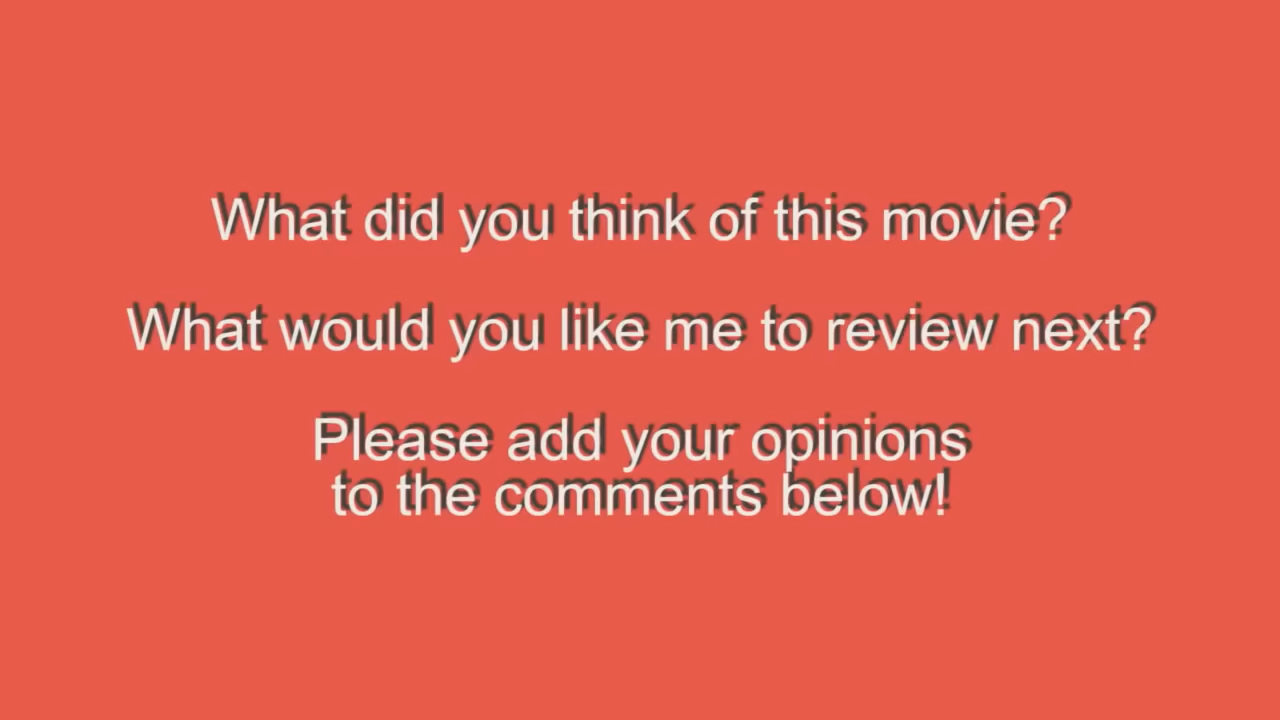 What did you think of this movie?
What would you like me to review next?
Please add your opinions
to the comments below!